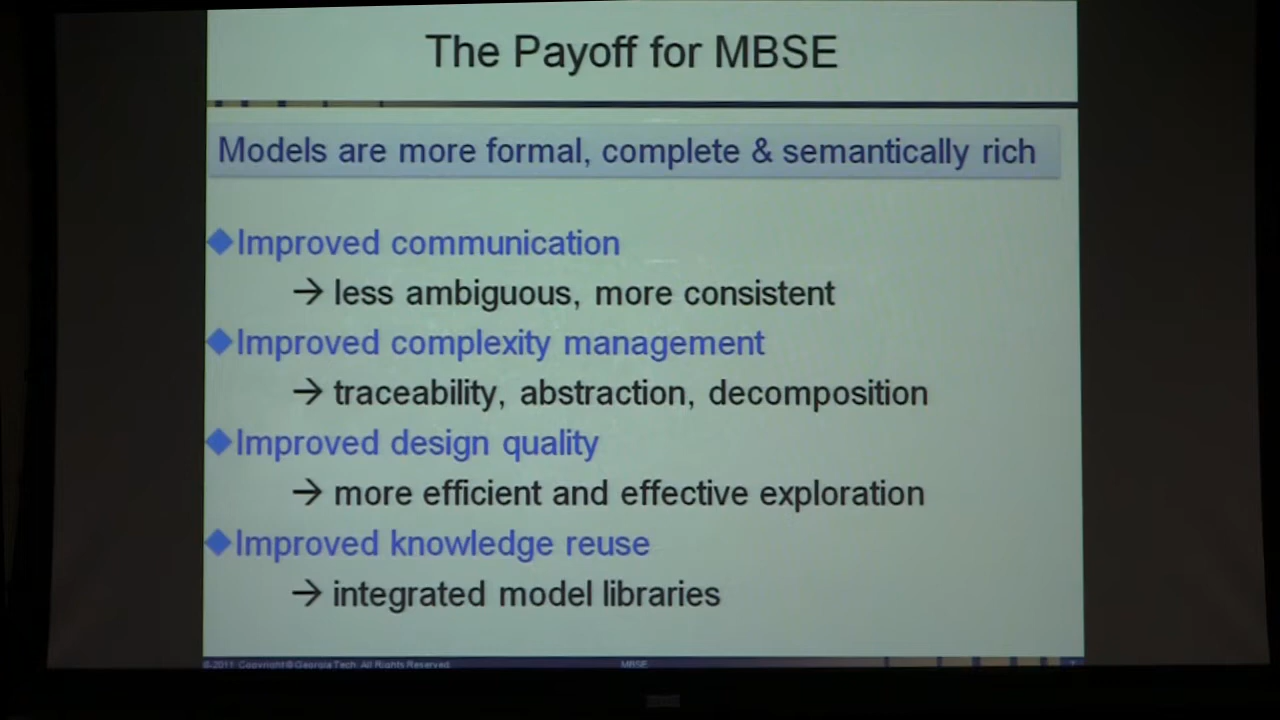 The Payoff for MBSE
Models are more formal, complete & semantically rich
Improved communication
→ less ambiguous, more consistent
Improved complexity management
→ traceability, abstraction, decomposition
Improved design quality
→ more efficient and effective exploration
Improved knowledge reuse
→ integrated model libraries
©2011 Copyright © Georgia Tech. All Rights Reserved. MBSE